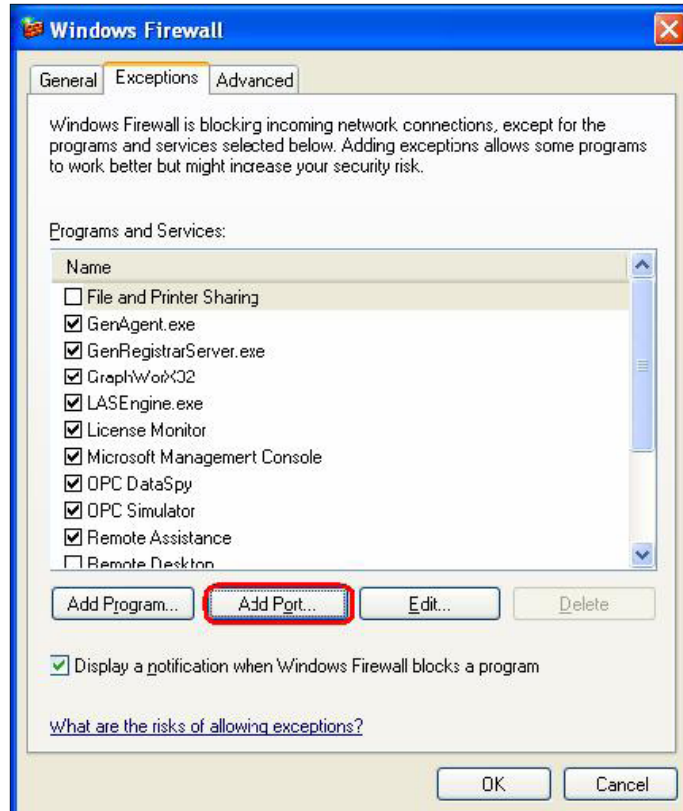 Windows Firewall
General
Exceptions
Advanced
Windows Firewall is blocking incoming network connections, except for the
programs and services selected below. Adding exceptions allows some programs
to work better but might increase your security risk.
Programs and Services:
Name
File and Printer Sharing
GenAgent.exe
GenRegistrarServer.exe
GraphWorX32
LASEngine.exe
License Monitor
Microsoft Management Console
OPC DataSpy
OPC Simulator
Remote Assistance
Remote Desktop
Add Program...
Add Port...
Edit...
Delete
Display a notification when Windows Firewall blocks a program
What are the risks of allowing exceptions?
OK
Cancel